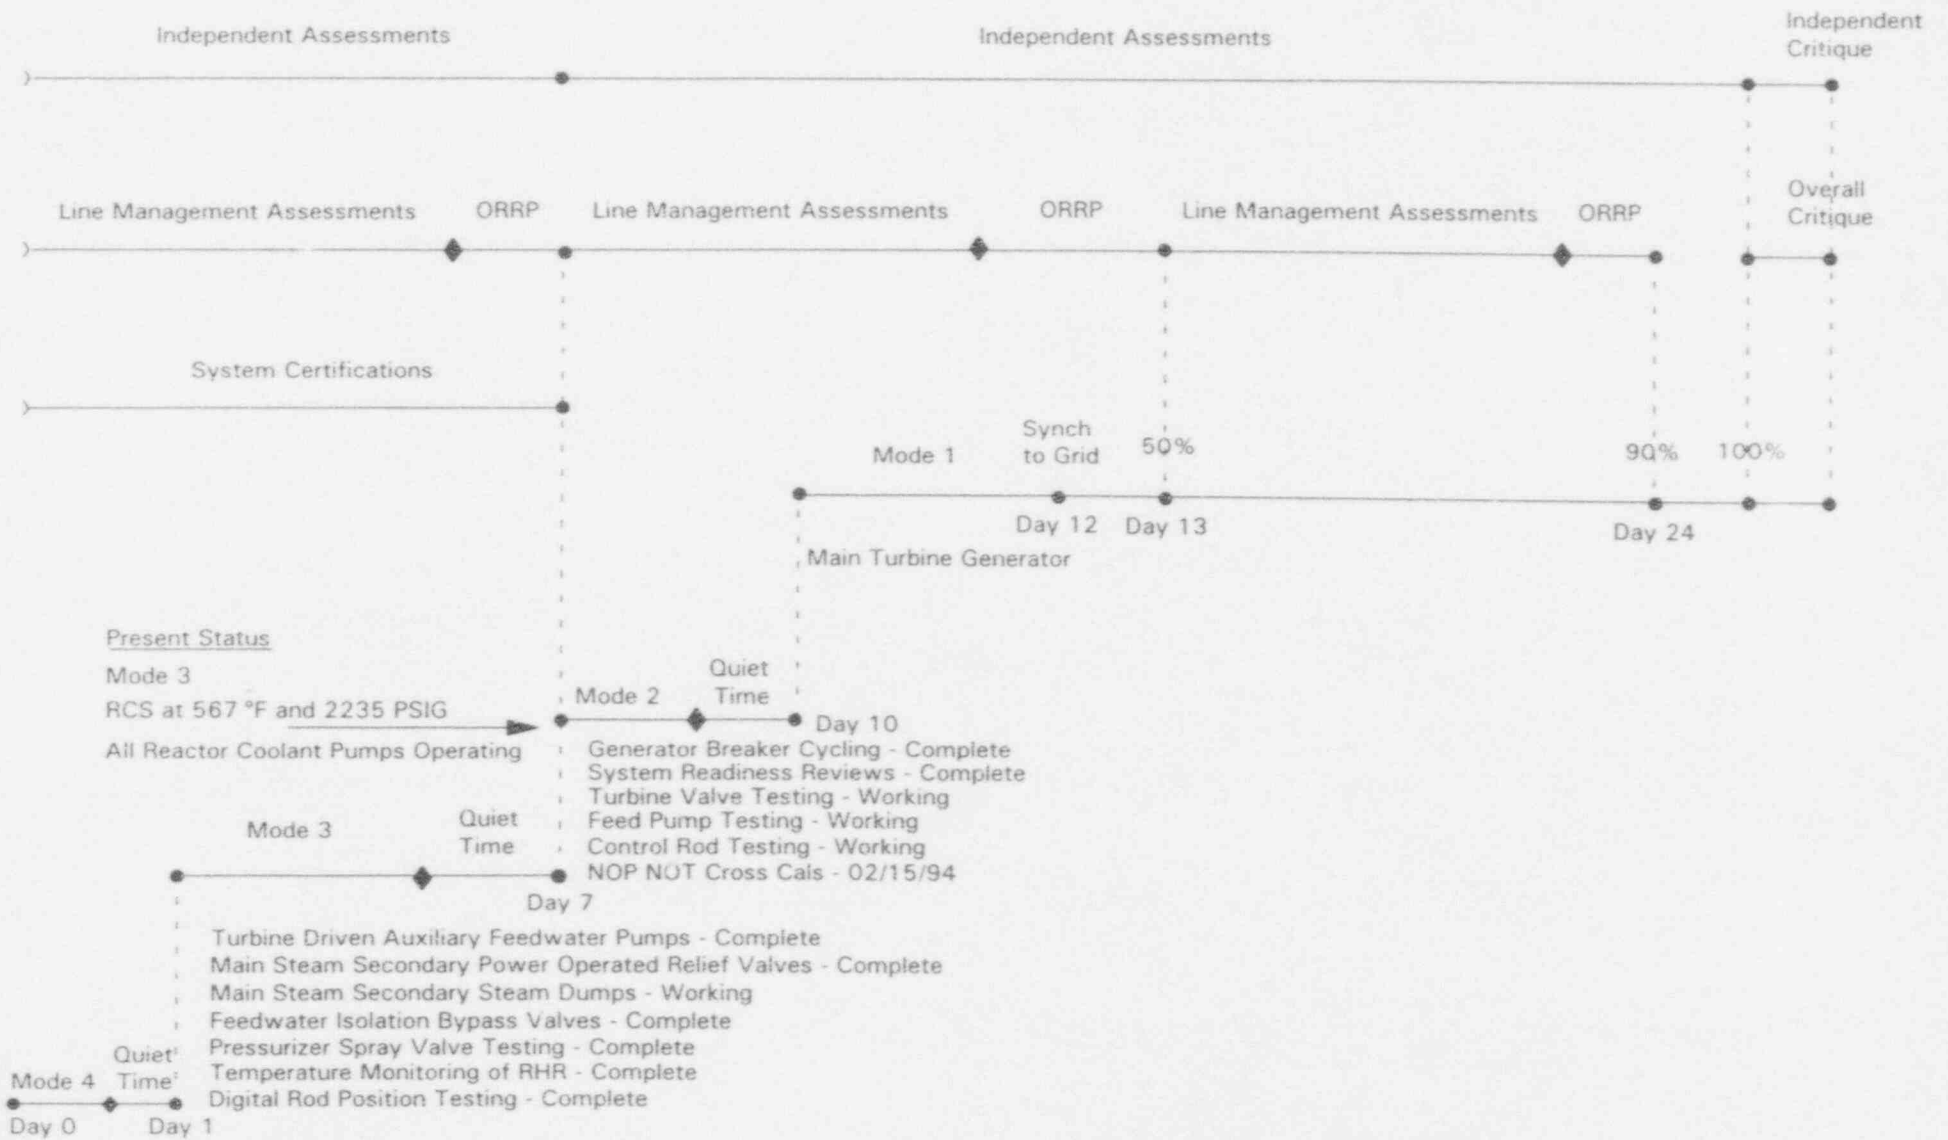 Independent Assessments
Independent Assessments
Independent
Critique
Line Management Assessments
ORRP
Line Management Assessments
ORRP
Line Management Assessments
ORRP
Overall
Critique
System Certifications
Mode 1
Synch
to Grid
50%
90%
100%
Day 12
Day 13
Day 24
Main Turbine Generator
Present Status
Mode 3
RCS at 567 °F and 2235 PSIG
All Reactor Coolant Pumps Operating
Mode 2
Quiet
Time
Day 10
Generator Breaker Cycling - Complete
System Readiness Reviews - Complete
Turbine Valve Testing - Working
Feed Pump Testing - Working
Control Rod Testing - Working
NOP NOT Cross Cals - 02/15/94
Mode 3
Quiet
Time
Day 7
Turbine Driven Auxiliary Feedwater Pumps - Complete
Main Steam Secondary Power Operated Relief Valves - Complete
Main Steam Secondary Steam Dumps - Working
Feedwater Isolation Bypass Valves - Complete
Pressurizer Spray Valve Testing - Complete
Temperature Monitoring of RHR - Complete
Digital Rod Position Testing - Complete
Mode 4
Quiet
Time
Day 0
Day 1